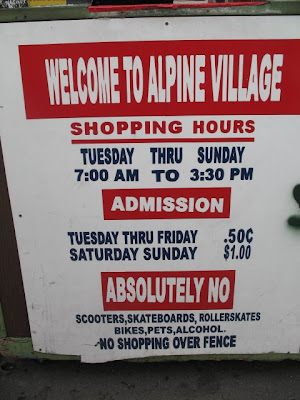 WELCOME TO ALPINE VILLAGE
SHOPPING HOURS
TUESDAY THRU SUNDAY
7:00 AM TO 3:30 PM
ADMISSION
TUESDAY THRU FRIDAY .50¢
SATURDAY SUNDAY $1.00
ABSOLUTELY NO
SCOOTERS,SKATEBOARDS,ROLLERSKATES
BIKES,PETS,ALCOHOL.
-NO SHOPPING OVER FENCE